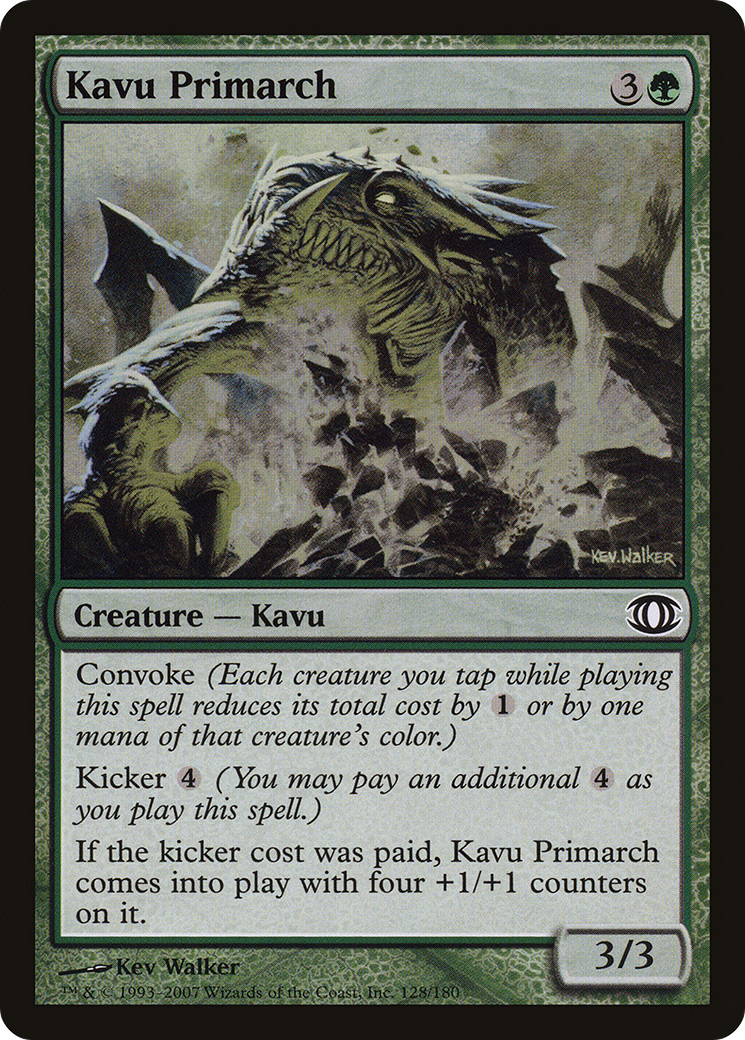 Kavu Primarch 3
KEV.WALKER
Creature — Kavu
Convoke (Each creature you tap while playing
this spell reduces its total cost by 1 or by one
mana of that creature's color.)
Kicker 4 (You may pay an additional 4 as
you play this spell.)
If the kicker cost was paid, Kavu Primarch
comes into play with four +1/+1 counters
on it.
3/3
Kev Walker
™ & © 1993–2007 Wizards of the Coast, Inc. 128/180